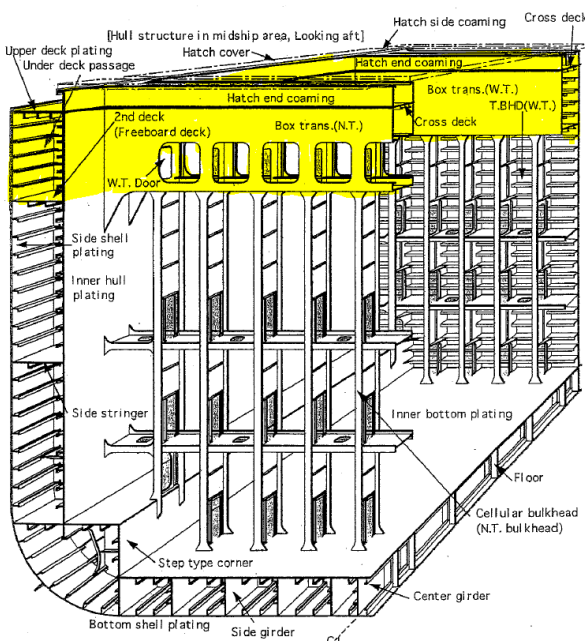 [Hull structure in midship area, Looking aft]
Hatch side coaming
Cross deck
Hatch cover
Upper deck plating
Under deck passage
Hatch end coaming
Hatch end coaming
Box trans.(W.T.)
T.BHD(W.T.)
2nd deck
(Freeboard deck)
Box trans.(N.T.)
Cross deck
W.T. Door
Side shell
plating
Inner hull
plating
Side stringer
Inner bottom plating
Floor
Cellular bulkhead
(N.T. bulkhead)
Step type corner
Center girder
Bottom shell plating
Side girder